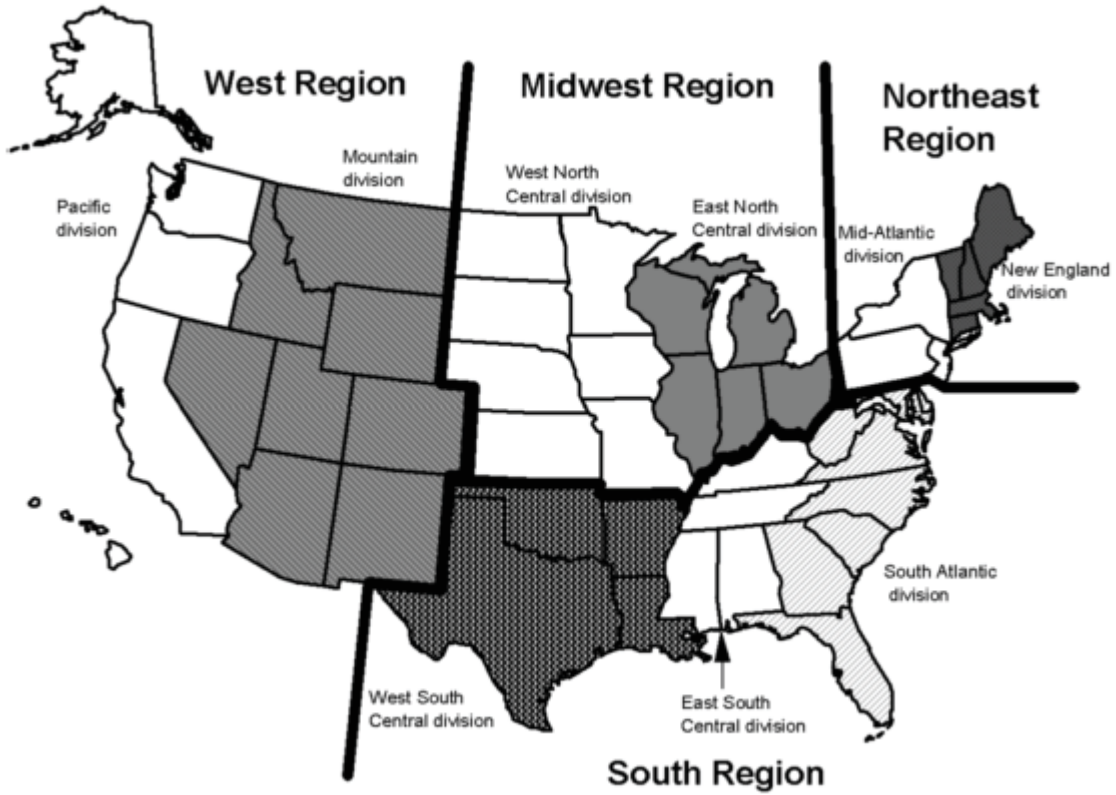 West Region
Midwest Region
Northeast
Region
Mountain
division
West North
Central division
Pacific
division
East North
Central division
Mid-Atlantic
division
New England
division
South Atlantic
division
West South
Central division
East South
Central division
South Region